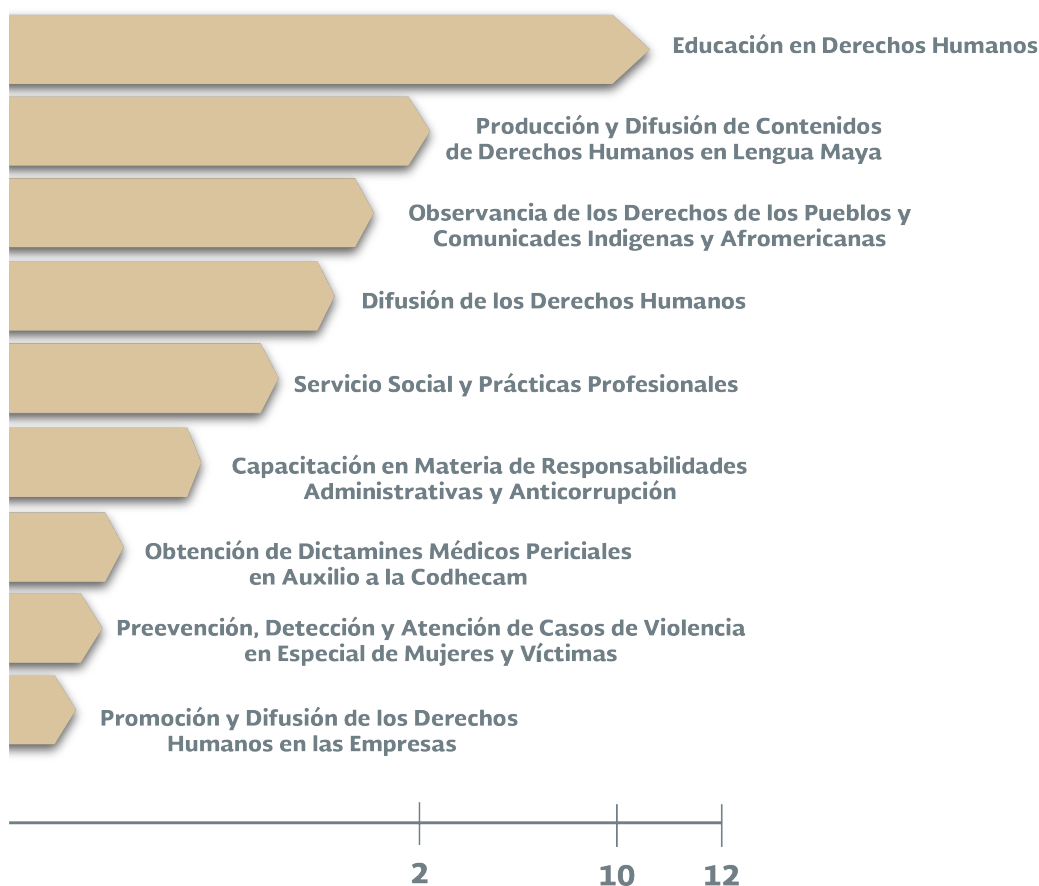 Educación en Derechos Humanos
Producción y Difusión de Contenidos
de Derechos Humanos en Lengua Maya
Observancia de los Derechos de los Pueblos y
Comunicades Indigenas y Afromericanas
Difusión de los Derechos Humanos
Servicio Social y Prácticas Profesionales
Capacitación en Materia de Responsabilidades
Administrativas y Anticorrupción
Obtención de Dictamines Médicos Periciales
en Auxilio a la Codhecam
Preevención, Detección y Atención de Casos de Violencia
en Especial de Mujeres y Víctimas
Promoción y Difusión de los Derechos
Humanos en las Empresas
2 10 12